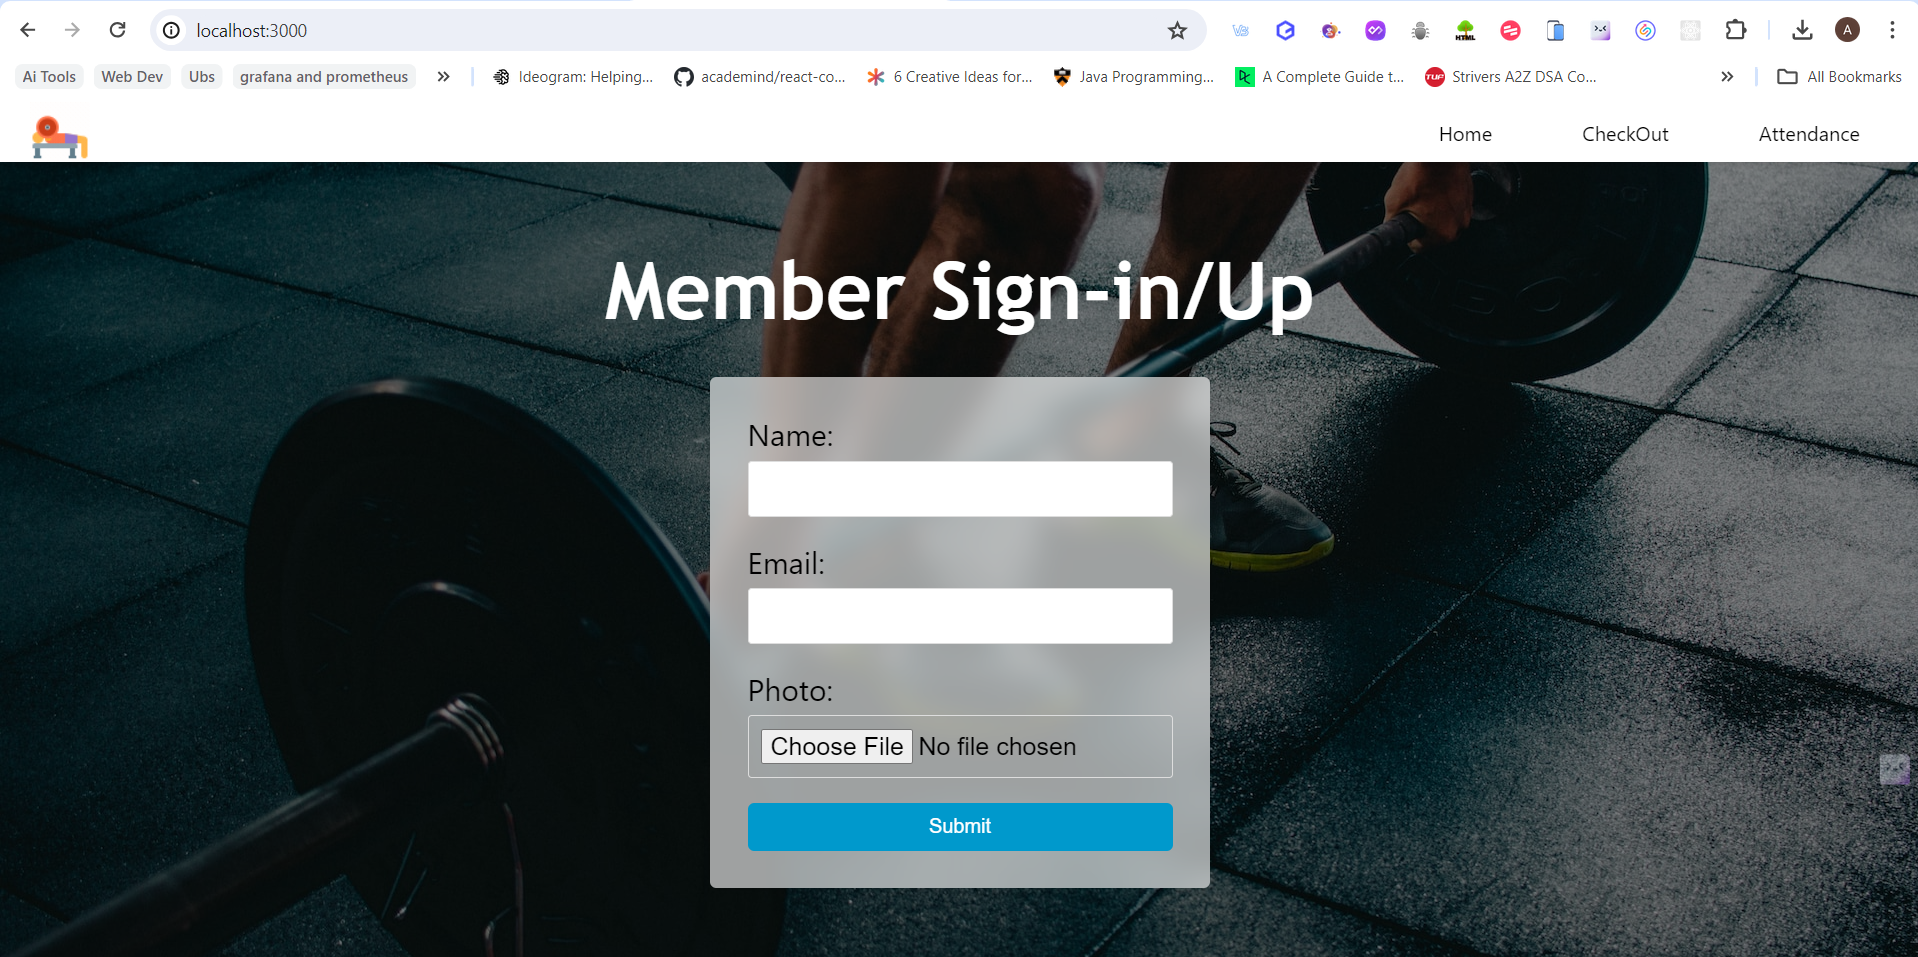 localhost:3000
Ai Tools Web Dev Ubs grafana and prometheus » Ideogram: Helping... academind/react-co... 6 Creative Ideas for... Java Programming... A Complete Guide t... TUF Strivers A2Z DSA Co... » All Bookmarks
HTML
A
Home CheckOut Attendance
Member Sign-in/Up
Name:
Email:
Photo:
Choose File No file chosen
Submit